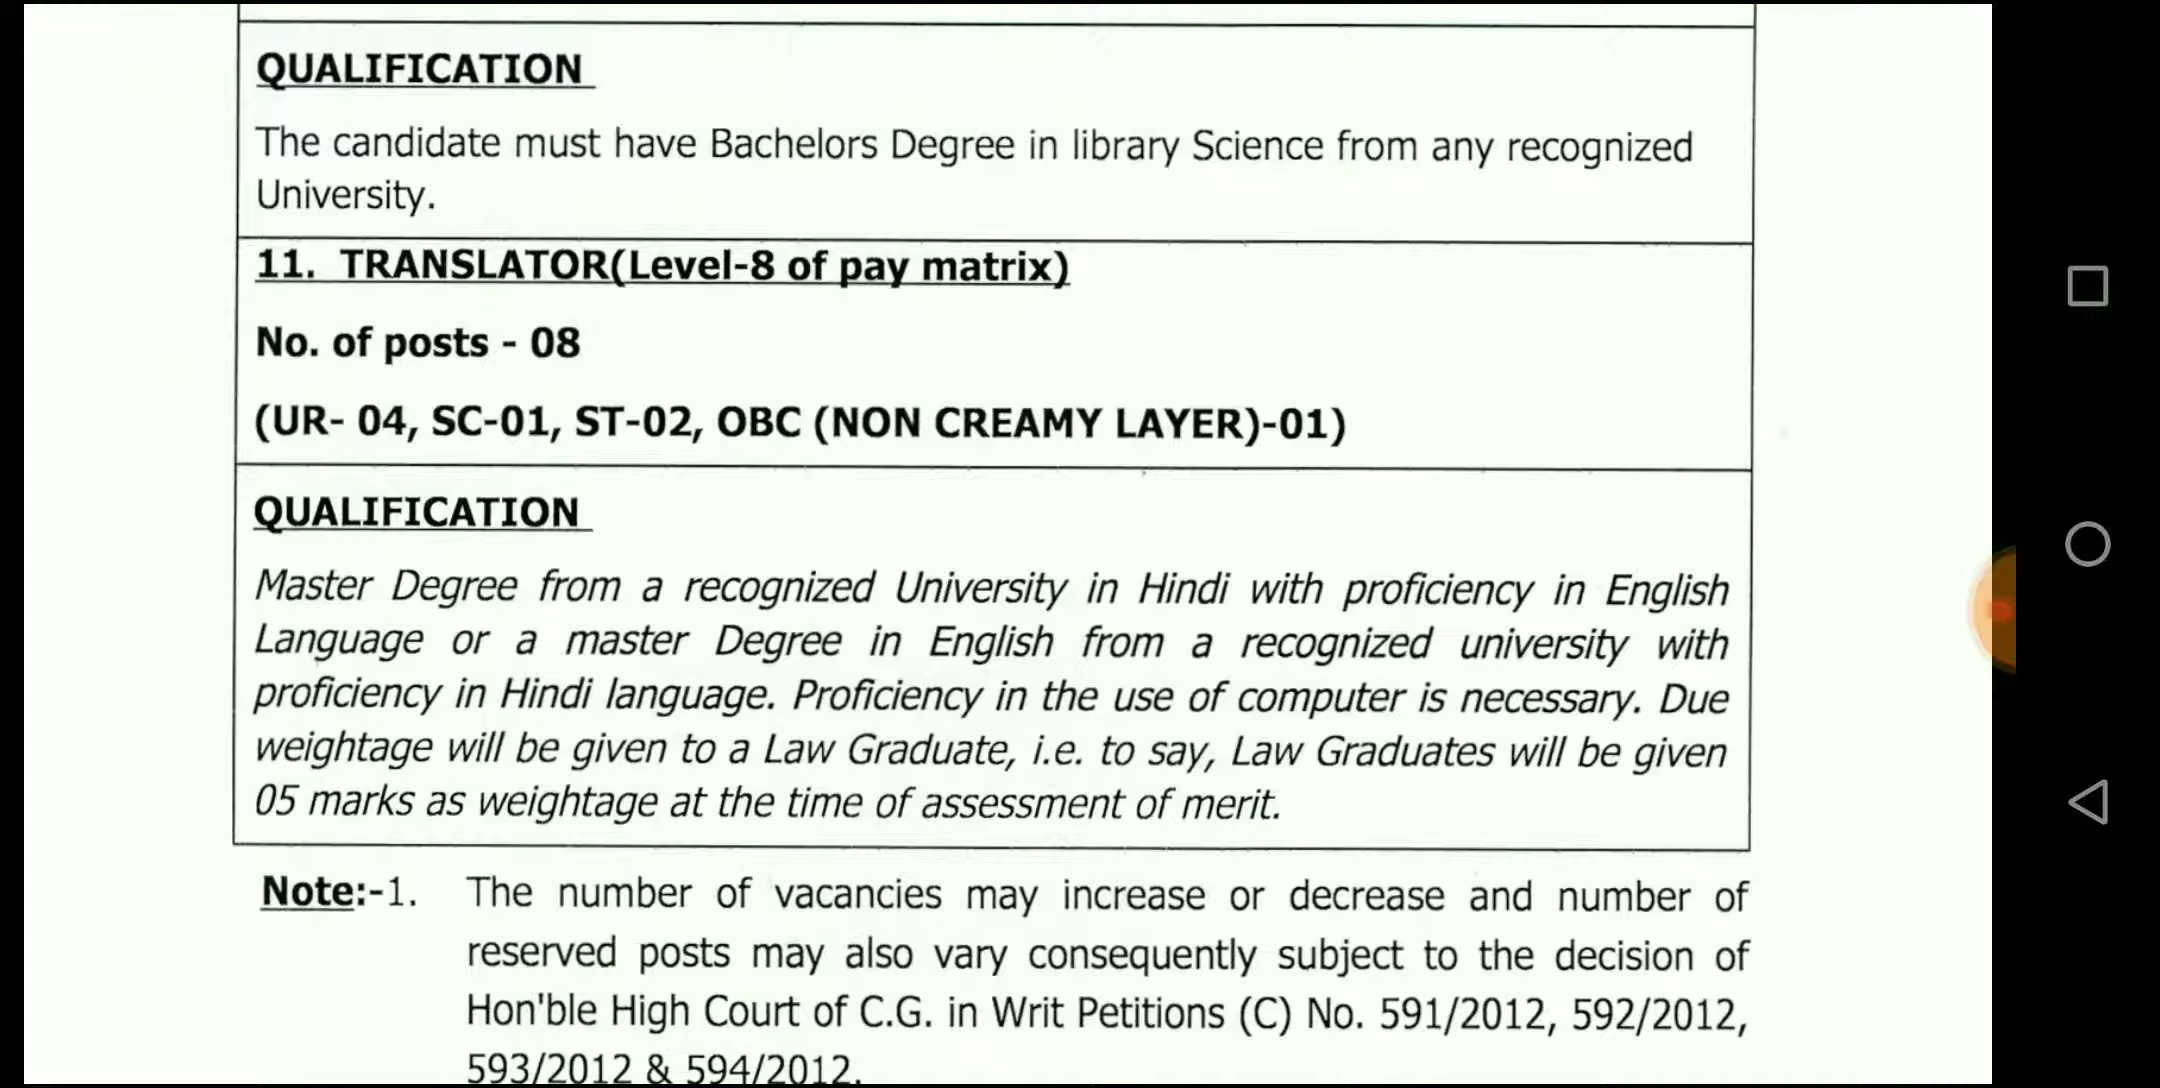 QUALIFICATION
The candidate must have Bachelors Degree in library Science from any recognized
University.
11. TRANSLATOR(Level-8 of pay matrix)
No. of posts - 08
(UR- 04, SC-01, ST-02, OBC (NON CREAMY LAYER)-01)
QUALIFICATION
Master Degree from a recognized University in Hindi with proficiency in English
Language or a master Degree in English from a recognized university with
proficiency in Hindi language. Proficiency in the use of computer is necessary. Due
weightage will be given to a Law Graduate, i.e. to say, Law Graduates will be given
05 marks as weightage at the time of assessment of merit.
Note:-1. The number of vacancies may increase or decrease and number of
reserved posts may also vary consequently subject to the decision of
Hon'ble High Court of C.G. in Writ Petitions (C) No. 591/2012, 592/2012,
593/2012 & 594/2012.